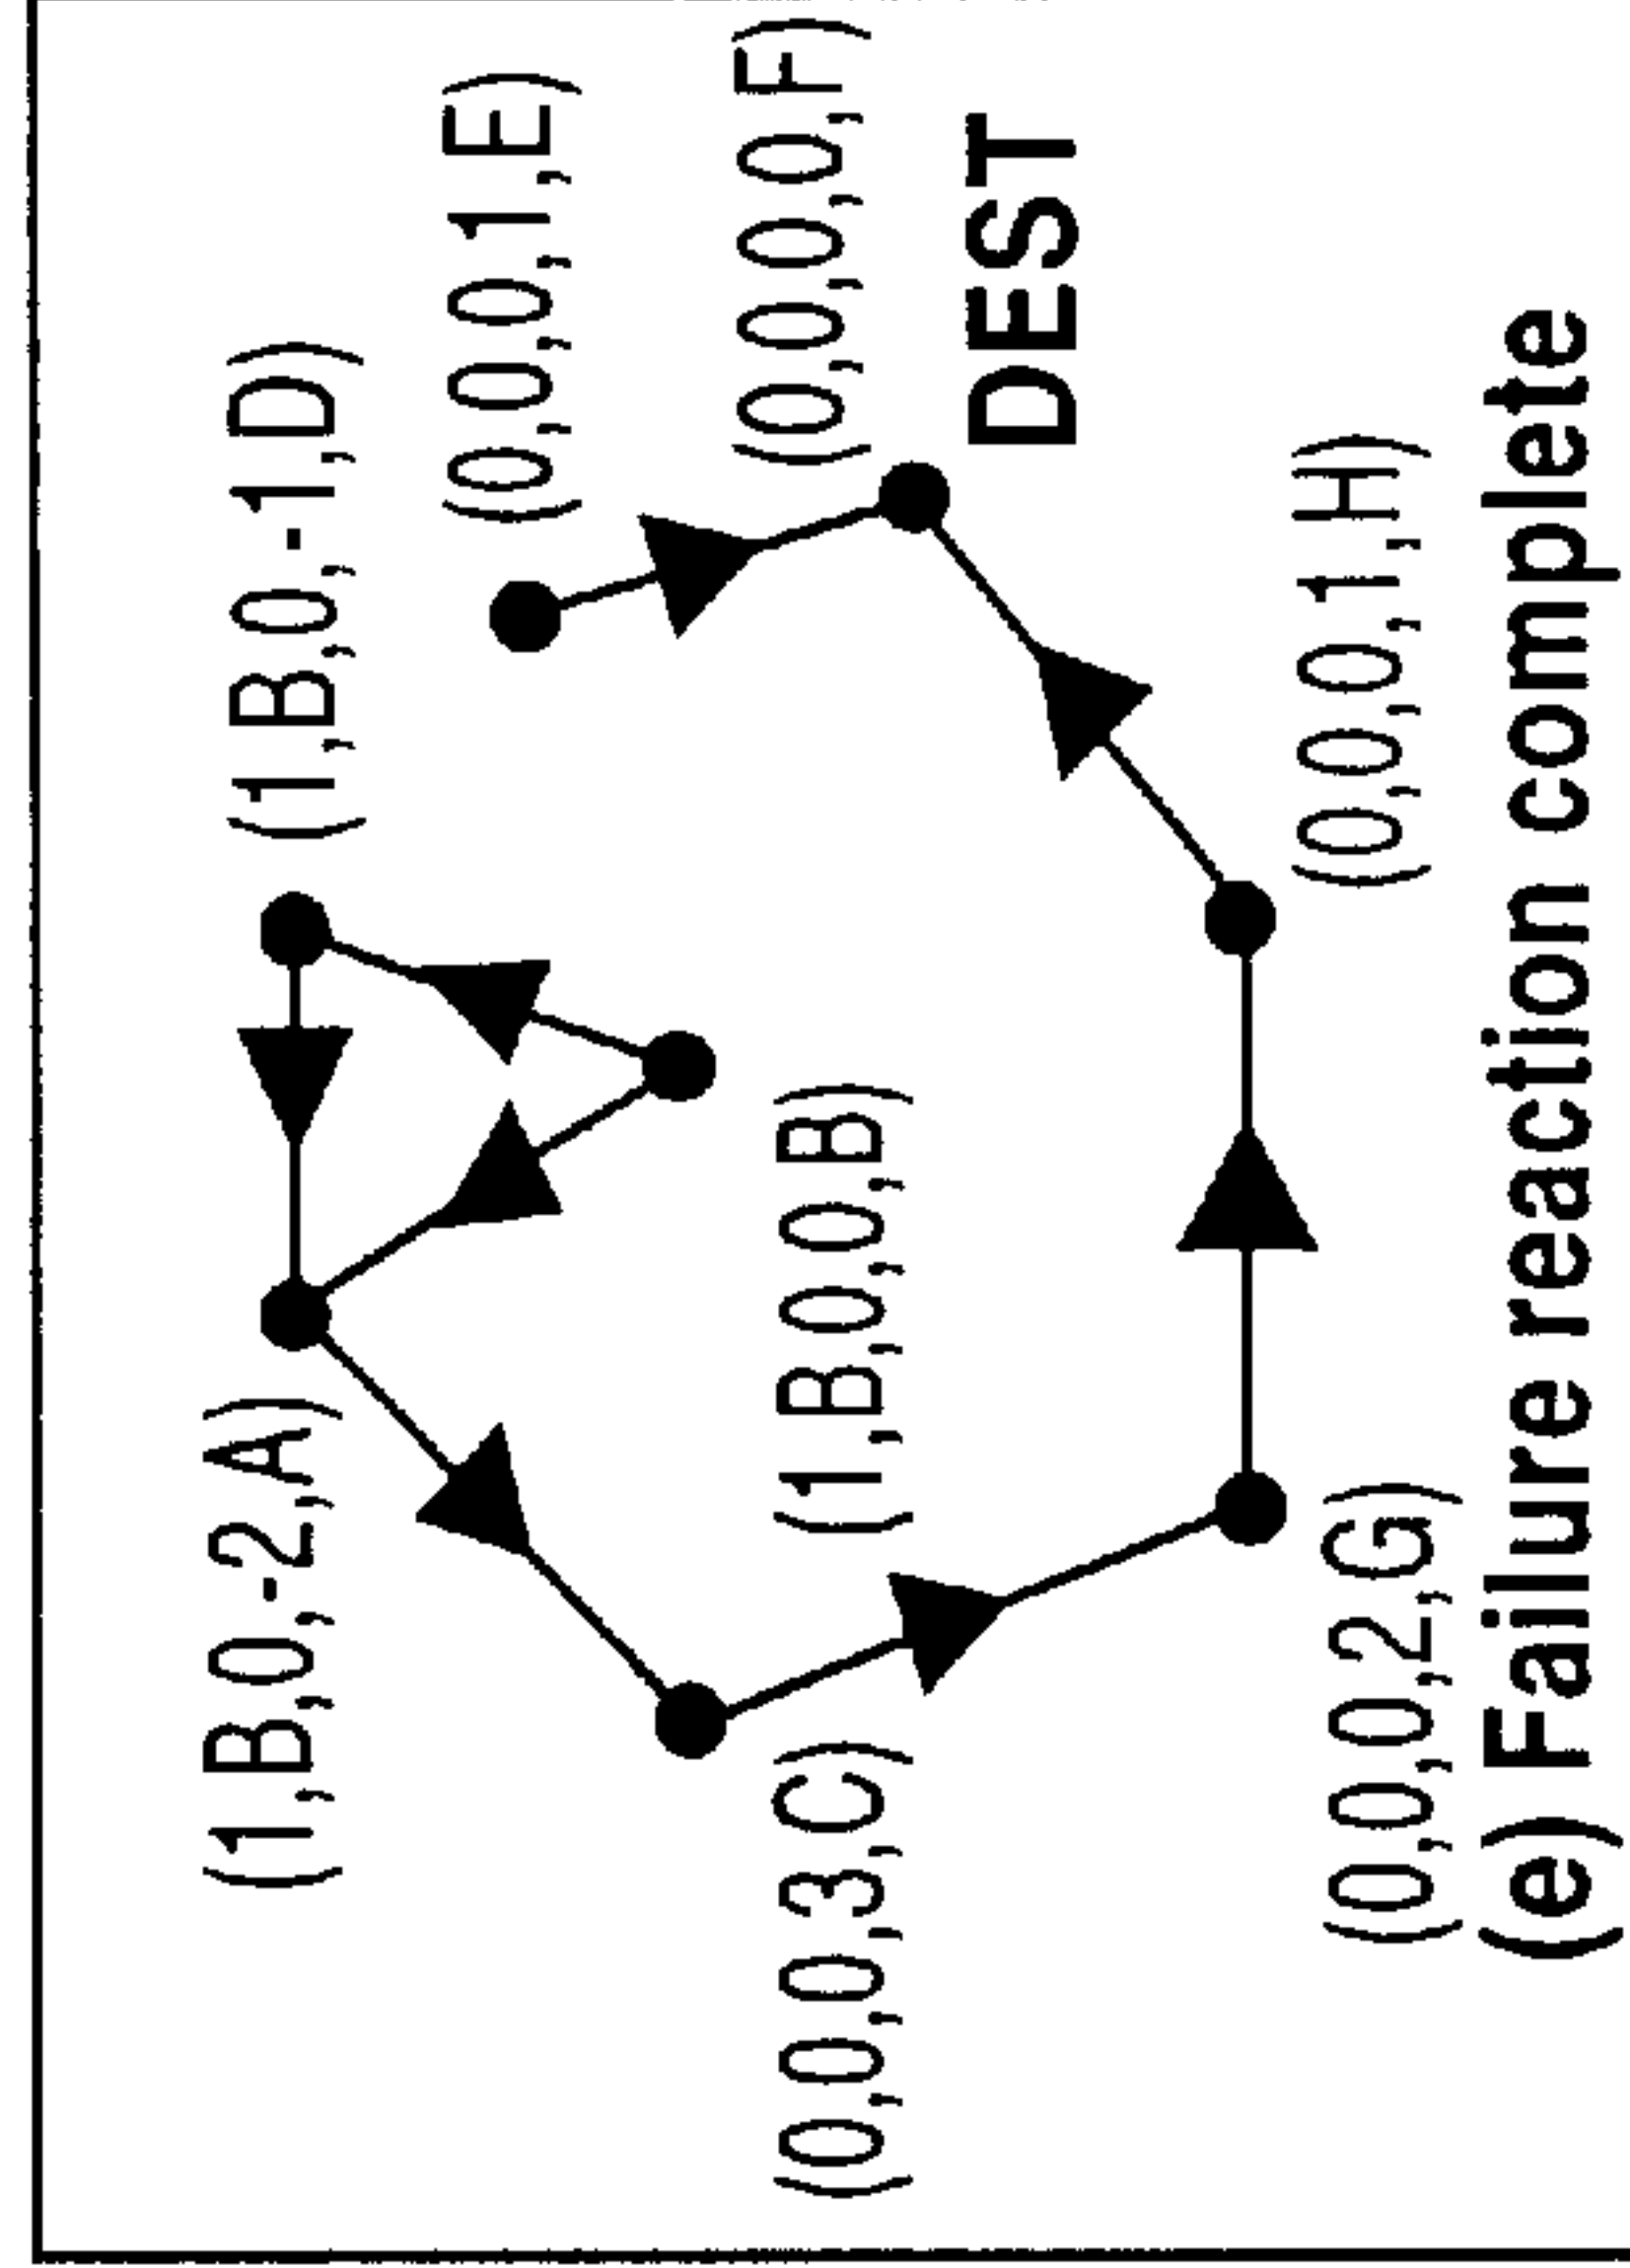 (1,B,0,-2,A)
(1,B,0,-1,D)
(0,0,0,1,E)
(0,0,0,3,C)
(1,B,0,0,B)
(0,0,0,0,F)
DEST
(0,0,0,2,G)
(0,0,0,1,H)
(e) Failure reaction complete